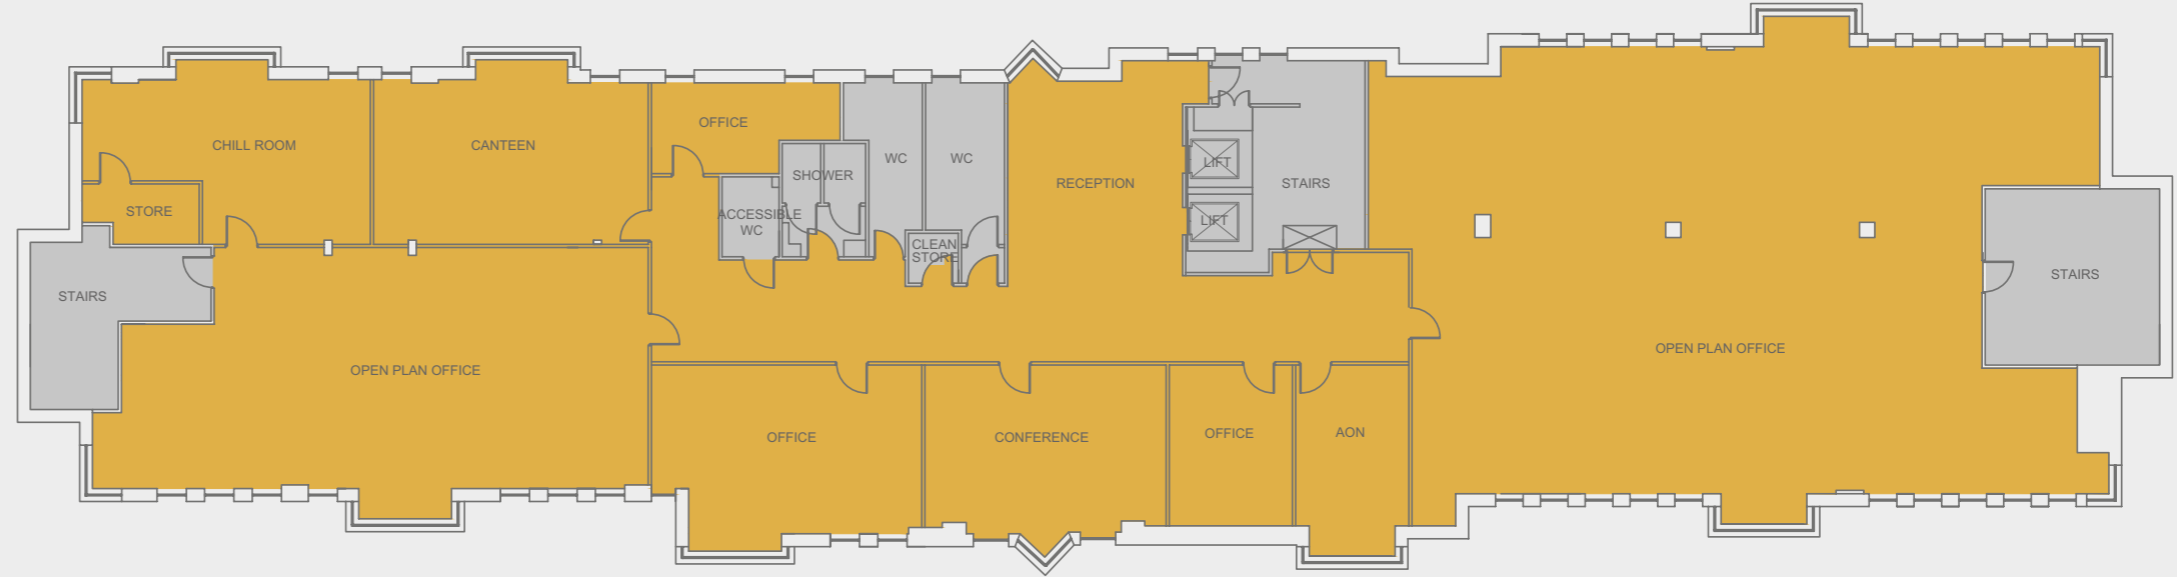 OFFICE
CHILL ROOM
CANTEEN
WC
WC
LIFT
SHOWER
RECEPTION
STAIRS
STORE
ACCESSIBLE
WC
LIFT
CLEAN
STORE
STAIRS
STAIRS
OPEN PLAN OFFICE
OPEN PLAN OFFICE
OFFICE
CONFERENCE
OFFICE
AON